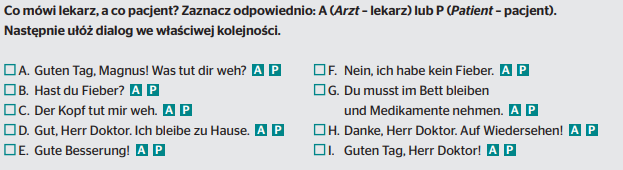 Co mówi lekarz, a co pacjent? Zaznacz odpowiednio: A (Arzt – lekarz) lub P (Patient – pacjent).
Następnie ułóż dialog we właściwej kolejności.
A. Guten Tag, Magnus! Was tut dir weh? A P
B. Hast du Fieber? A P
C. Der Kopf tut mir weh. A P
D. Gut, Herr Doktor. Ich bleibe zu Hause. A P
E. Gute Besserung! A P
F. Nein, ich habe kein Fieber. A P
G. Du musst im Bett bleiben
und Medikamente nehmen. A P
H. Danke, Herr Doktor. Auf Wiedersehen! A P
I. Guten Tag, Herr Doktor! A P